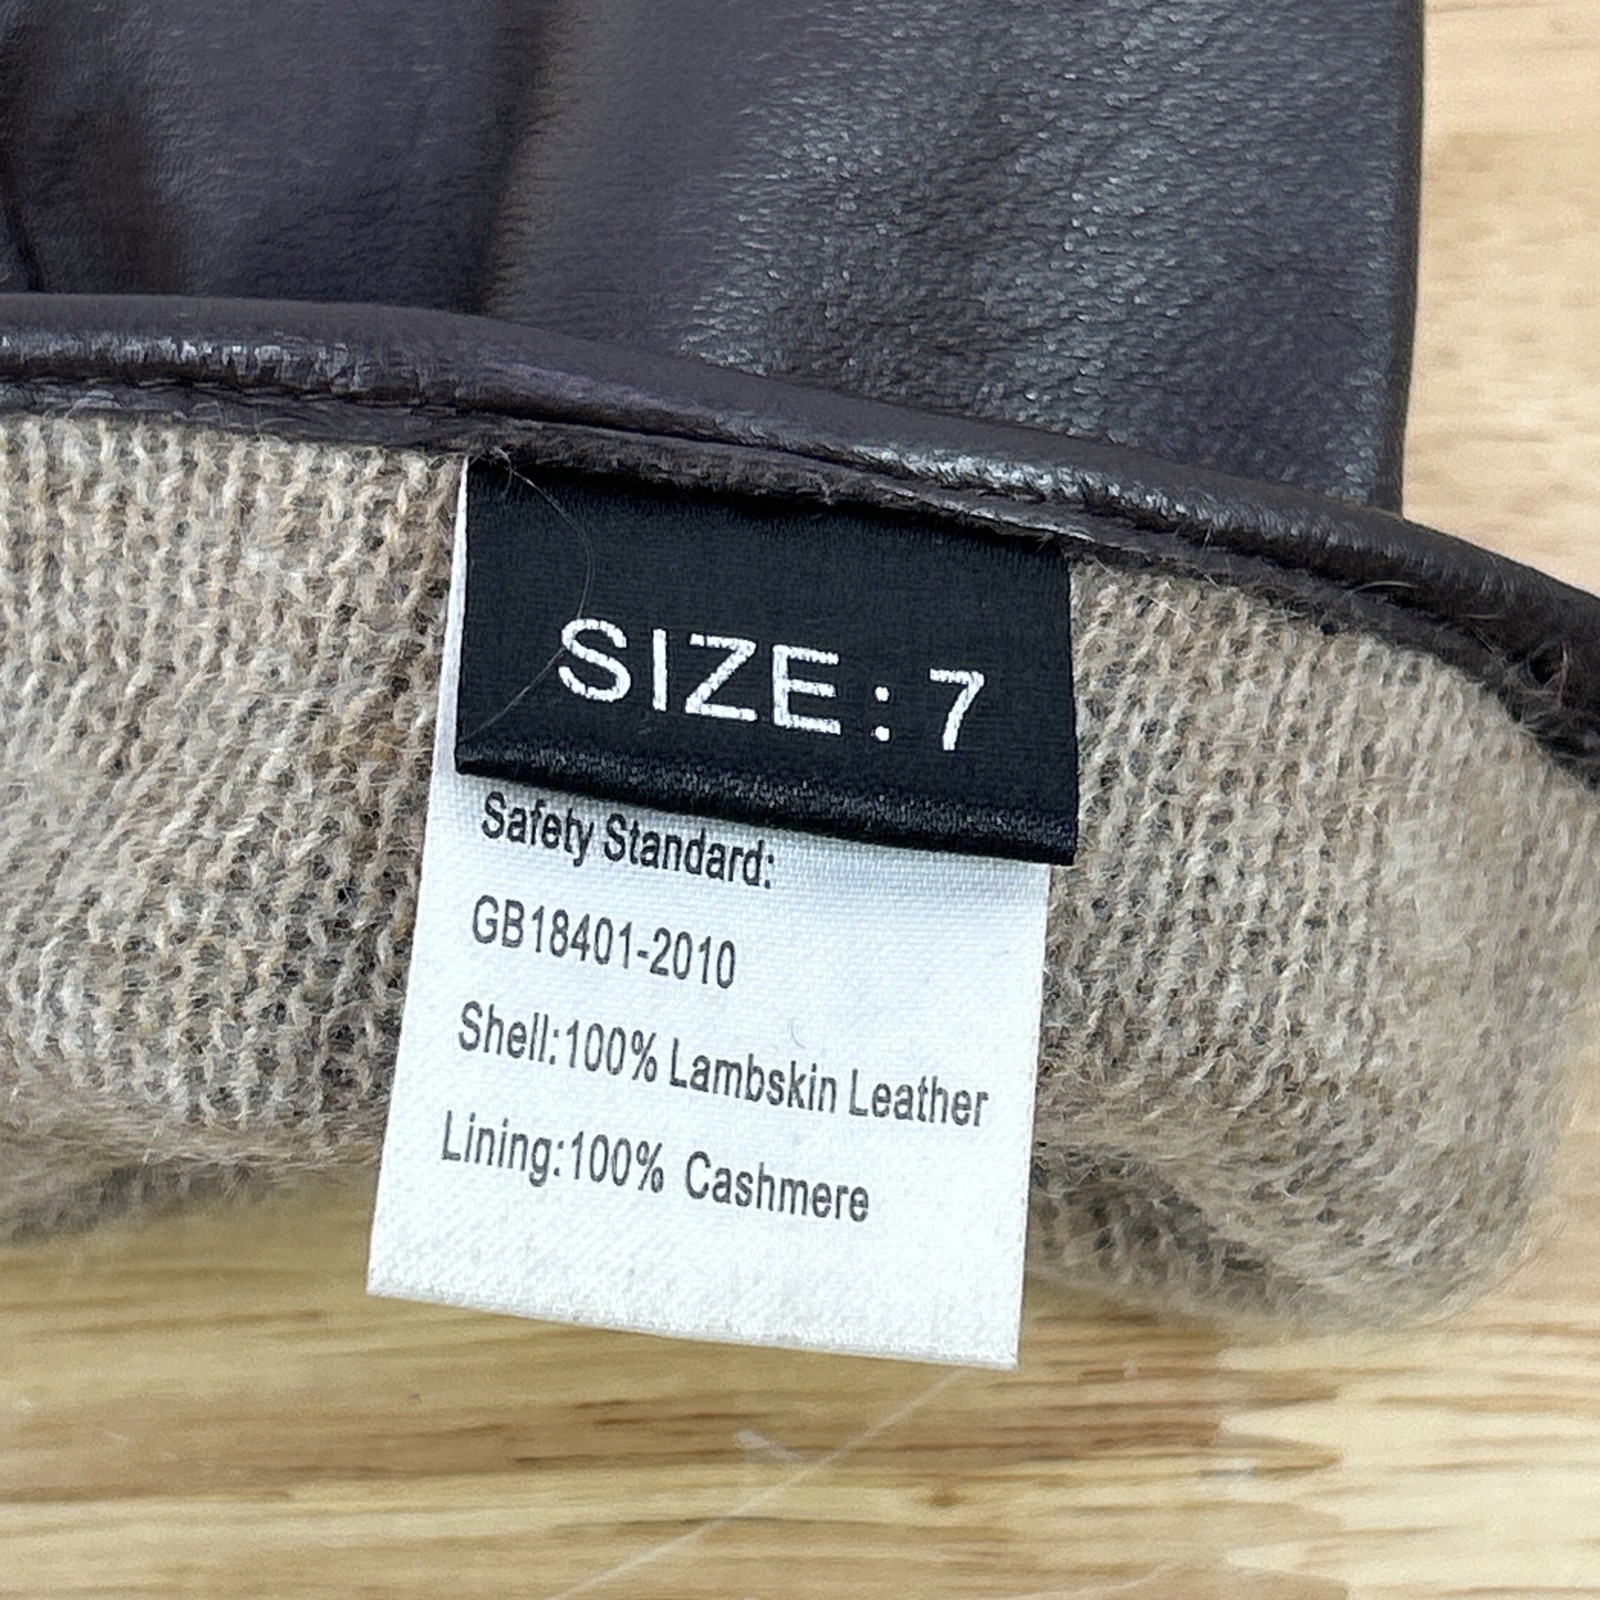 SIZE: 7
Safety Standard:
GB18401-2010
Shell:100% Lambskin Leather
Lining:100% Cashmere